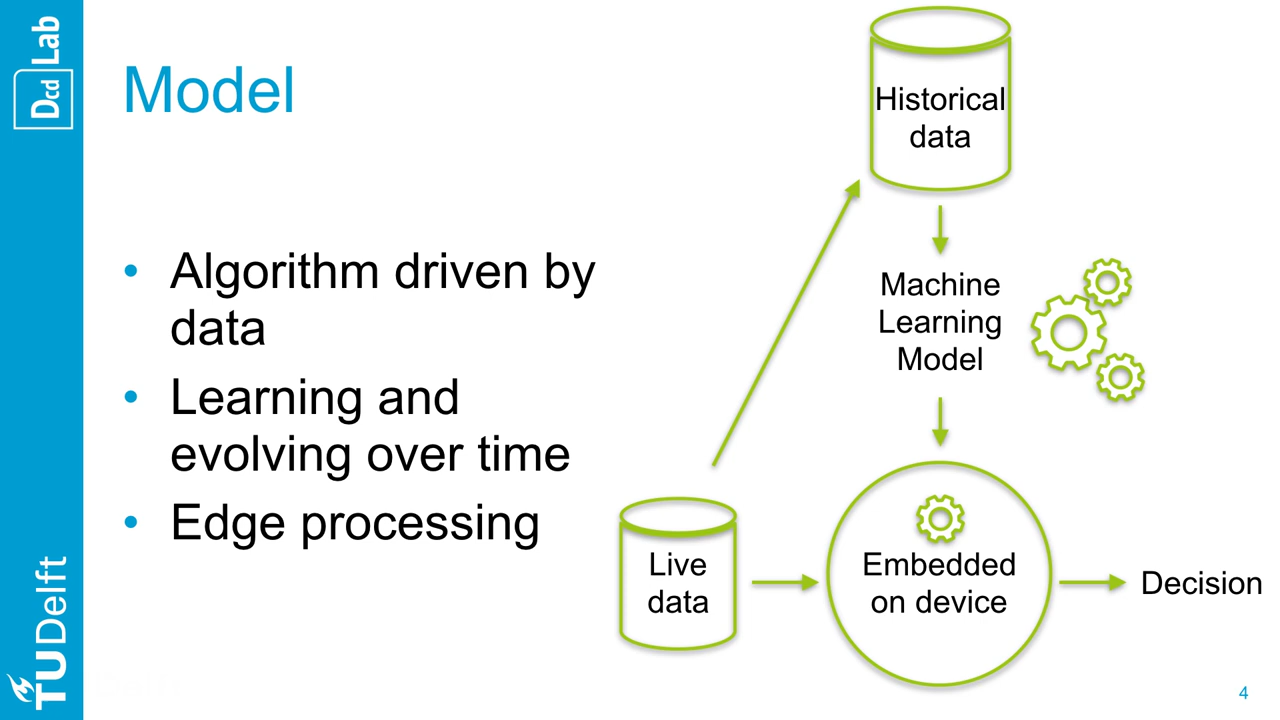 Dcd Lab
Model
Algorithm driven by
data
Learning and
evolving over time
Edge processing
Historical
data
Machine
Learning
Model
Live
data
Embedded
on device
Decision
TUDelft
4